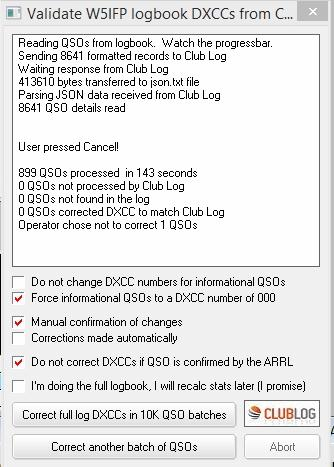 Validate W5IFP logbook DXCCs from C...
Reading QSOs from logbook.  Watch the progressbar.
Sending 8641 formatted records to Club Log
Waiting response from Club Log
413610 bytes transferred to json.txt file
Parsing JSON data received from Club Log
8641 QSO details read
User pressed Cancel!
899 QSOs processed  in 143 seconds
0 QSOs not processed by Club Log
0 QSOs not found in the log
0 QSOs corrected DXCC to match Club Log
Operator chose not to correct 1 QSOs
Do not change DXCC numbers for informational QSOs
Force informational QSOs to a DXCC number of 000
Manual confirmation of changes
Corrections made automatically
Do not correct DXCCs if QSO is confirmed by the ARRL
I'm doing the full logbook, I will recalc stats later (I promise)
Correct full log DXCCs in 10K QSO batches
CLUBLOG
Correct another batch of QSOs
Abort